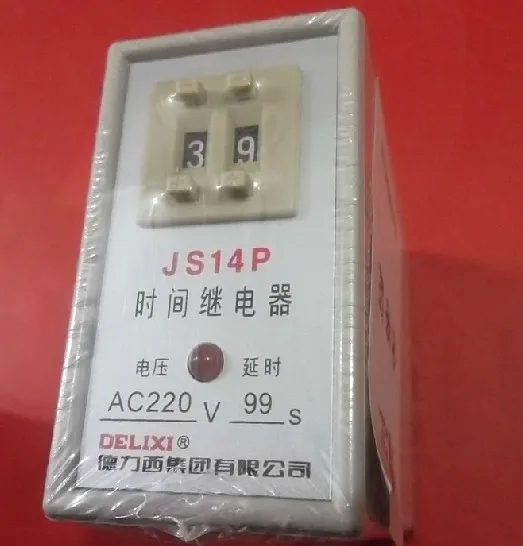 3 9
JS14P
时间继电器
电压 延时
AC220 V 99 S
DELIXI®
德力西集团有限公司